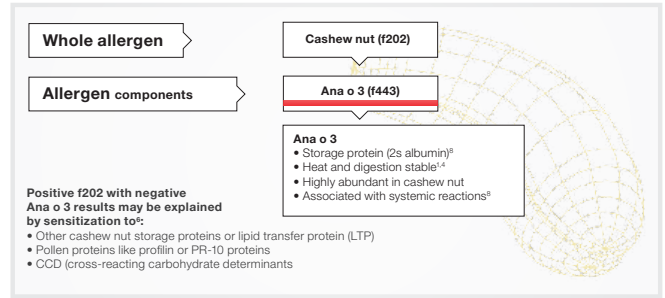 Whole allergen
Cashew nut (f202)
Allergen components
Ana o 3 (f443)
Ana o 3
• Storage protein (2s albumin)⁸
• Heat and digestion stable¹,⁴
• Highly abundant in cashew nut
• Associated with systemic reactions⁸
Positive f202 with negative
Ana o 3 results may be explained
by sensitization to⁶:
• Other cashew nut storage proteins or lipid transfer protein (LTP)
• Pollen proteins like profilin or PR-10 proteins
• CCD (cross-reacting carbohydrate determinants